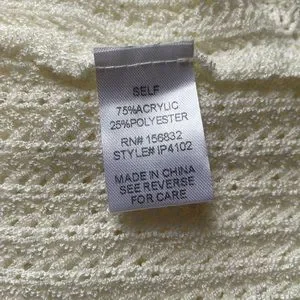 SELF
75%ACRYLIC
25%POLYESTER
RN# 156832
STYLE# IP4102
MADE IN CHINA
SEE REVERSE
FOR CARE